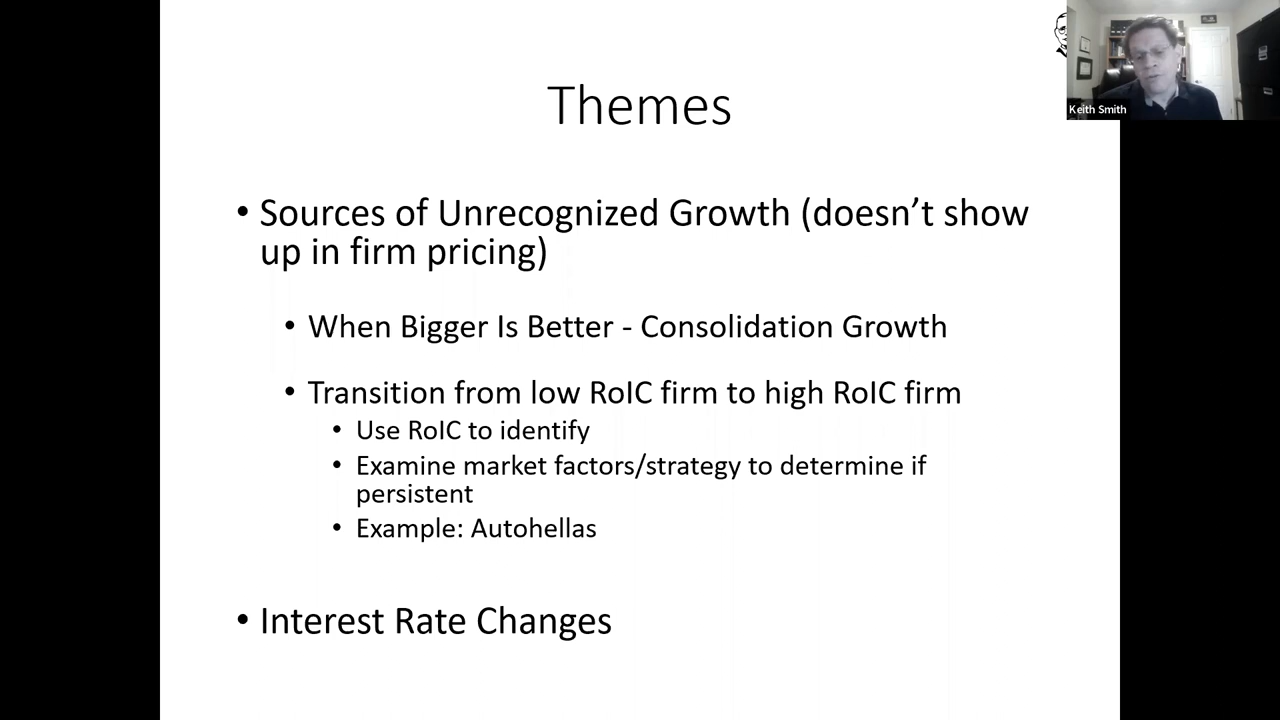 Themes
• Sources of Unrecognized Growth (doesn’t show
up in firm pricing)
• When Bigger Is Better - Consolidation Growth
• Transition from low RoIC firm to high RoIC firm
• Use RoIC to identify
• Examine market factors/strategy to determine if
persistent
• Example: Autohellas
• Interest Rate Changes
Keith Smith